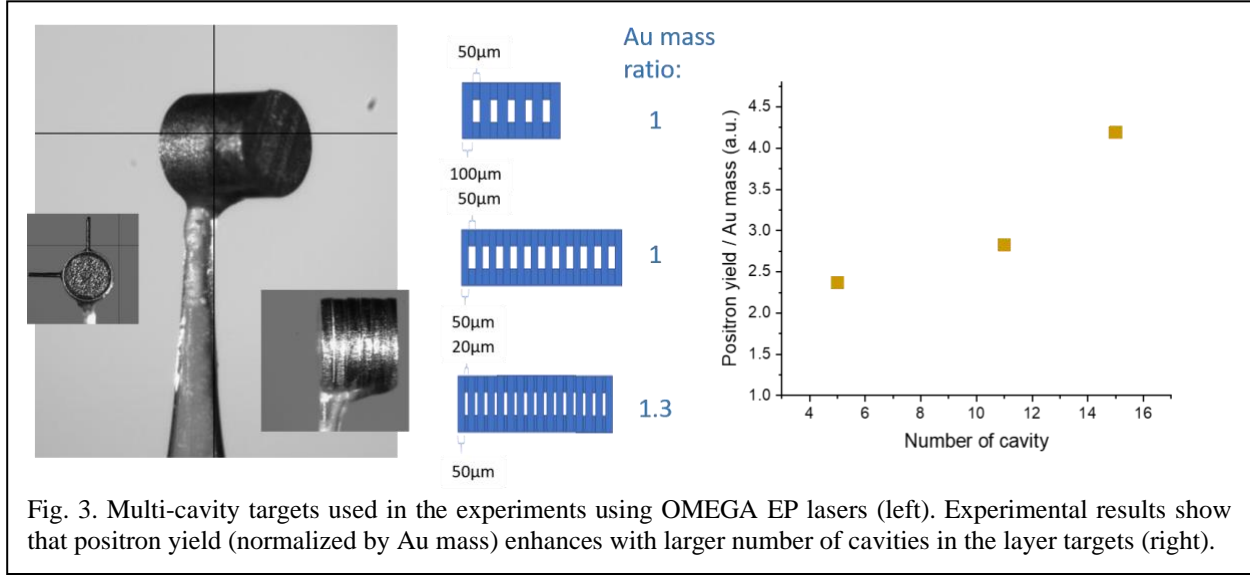 50µm
Au mass
ratio:
1
100µm
50µm
1
50µm
20µm
1.3
50µm
Positron yield / Au mass (a.u.)
4.5
4.0
3.5
3.0
2.5
2.0
1.5
1.0
4 6 8 10 12 14 16
Number of cavity
Fig. 3. Multi-cavity targets used in the experiments using OMEGA EP lasers (left). Experimental results show
that positron yield (normalized by Au mass) enhances with larger number of cavities in the layer targets (right).